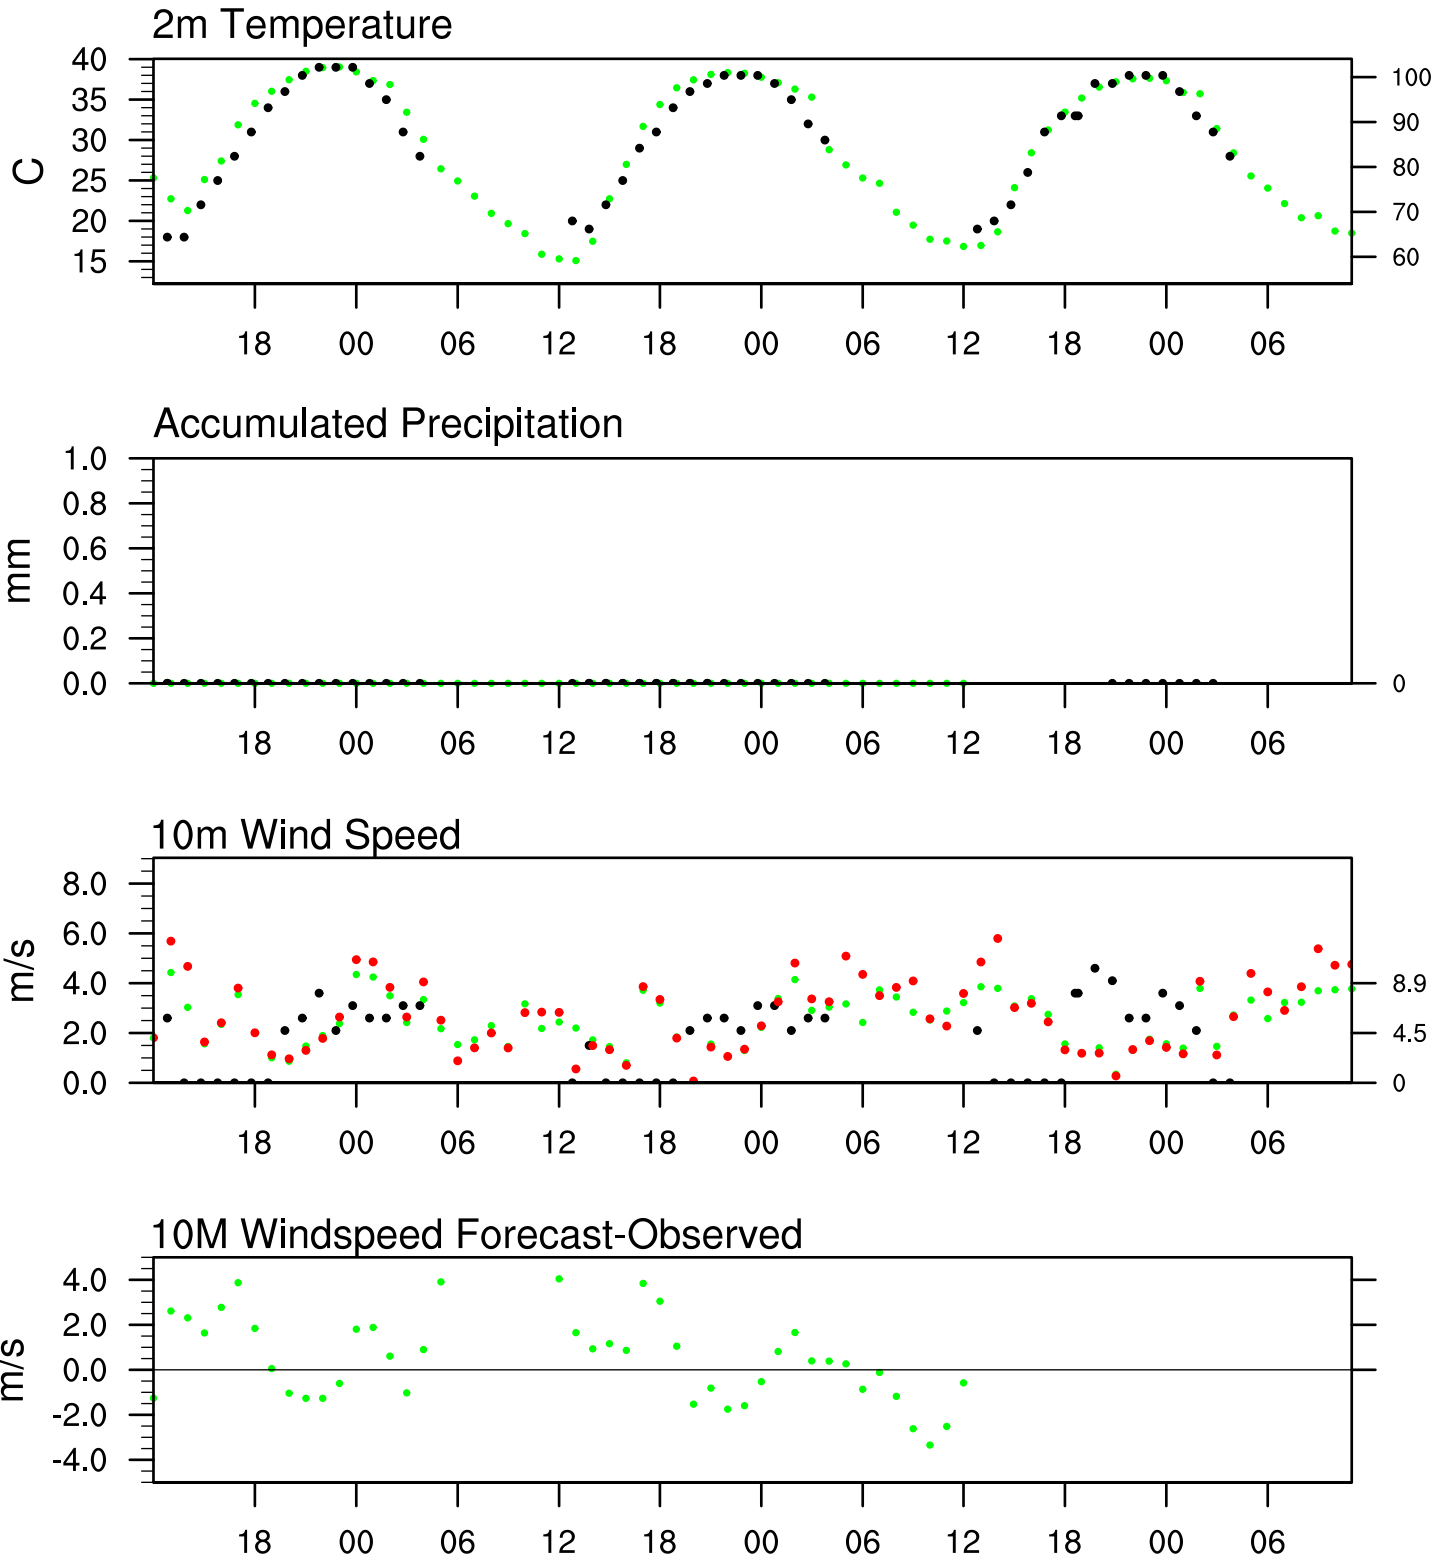 2m Temperature
C
40
35
30
25
20
15
100
90
80
70
60
18 00 06 12 18 00 06 12 18 00 06
Accumulated Precipitation
mm
1.0
0.8
0.6
0.4
0.2
0.0
0
18 00 06 12 18 00 06 12 18 00 06
10m Wind Speed
m/s
8.0
6.0
4.0
2.0
0.0
8.9
4.5
0
18 00 06 12 18 00 06 12 18 00 06
10M Windspeed Forecast-Observed
m/s
4.0
2.0
0.0
-2.0
-4.0
18 00 06 12 18 00 06 12 18 00 06